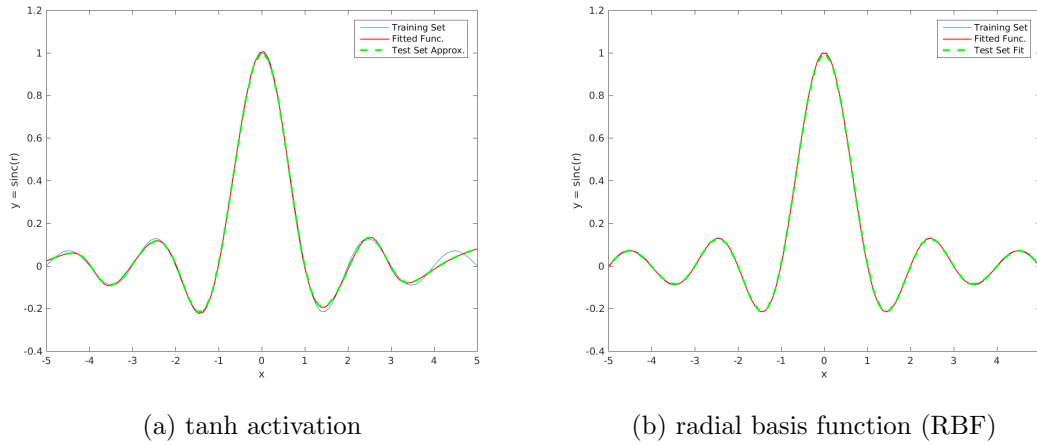 1.2
1
0.8
0.6
0.4
0.2
0
-0.2
-0.4
y = sinc(r)
-5 -4 -3 -2 -1 0 1 2 3 4 5
x
Training Set
Fitted Func.
Test Set Approx.
(a) tanh activation
1.2
1
0.8
0.6
0.4
0.2
0
-0.2
-0.4
y = sinc(r)
-5 -4 -3 -2 -1 0 1 2 3 4
x
Training Set
Fitted Func.
Test Set Fit
(b) radial basis function (RBF)